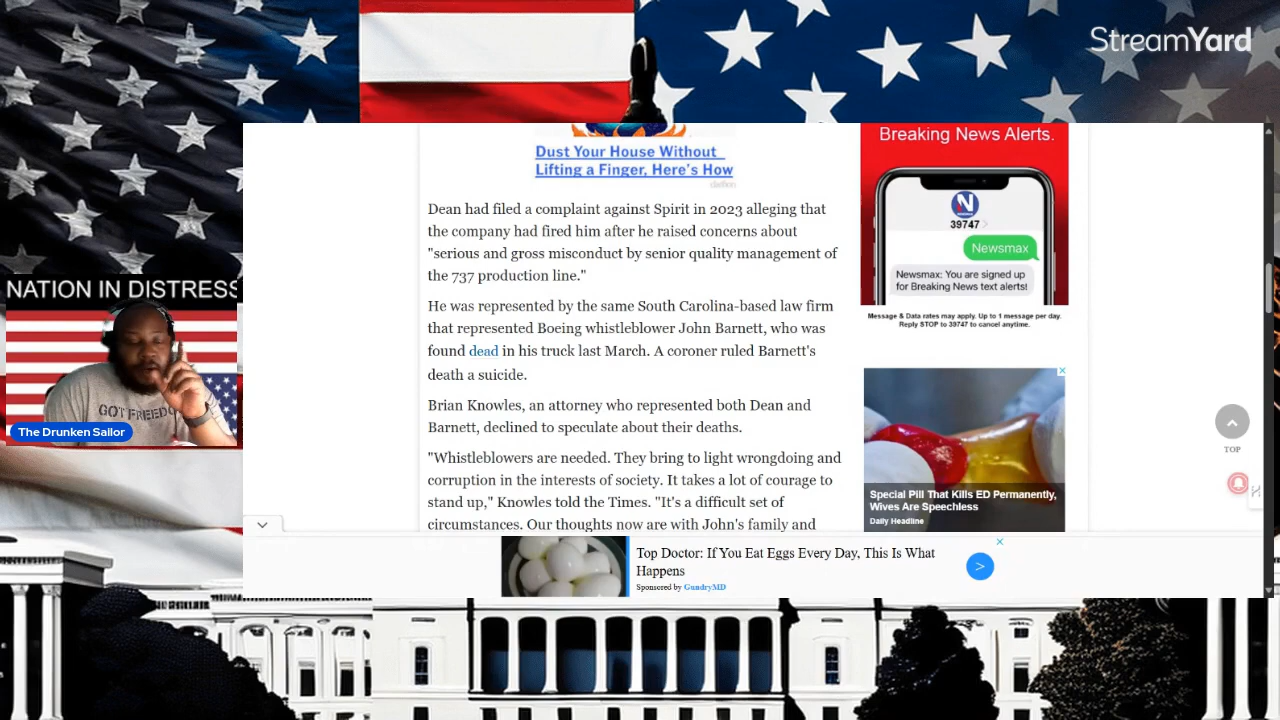 StreamYard
NATION IN DISTRESS
GOT FREEDO
The Drunken Sailor
Dust Your House Without
Lifting a Finger, Here's How
Dean had filed a complaint against Spirit in 2023 alleging that
the company had fired him after he raised concerns about
"serious and gross misconduct by senior quality management of
the 737 production line."
He was represented by the same South Carolina-based law firm
that represented Boeing whistleblower John Barnett, who was
found dead in his truck last March. A coroner ruled Barnett's
death a suicide.
Brian Knowles, an attorney who represented both Dean and
Barnett, declined to speculate about their deaths.
"Whistleblowers are needed. They bring to light wrongdoing and
corruption in the interests of society. It takes a lot of courage to
stand up," Knowles told the Times. "It's a difficult set of
circumstances. Our thoughts now are with John's family and
Breaking News Alerts.
N
39747
Newsmax
Newsmax: You are signed up
for Breaking News text alerts!
Message & Data rates may apply. Up to 1 message per day.
Reply STOP to 39747 to cancel anytime.
Special Pill That Kills ED Permanently,
Wives Are Speechless
Daily Headline
TOP
Top Doctor: If You Eat Eggs Every Day, This Is What
Happens
Sponsored by GundryMD